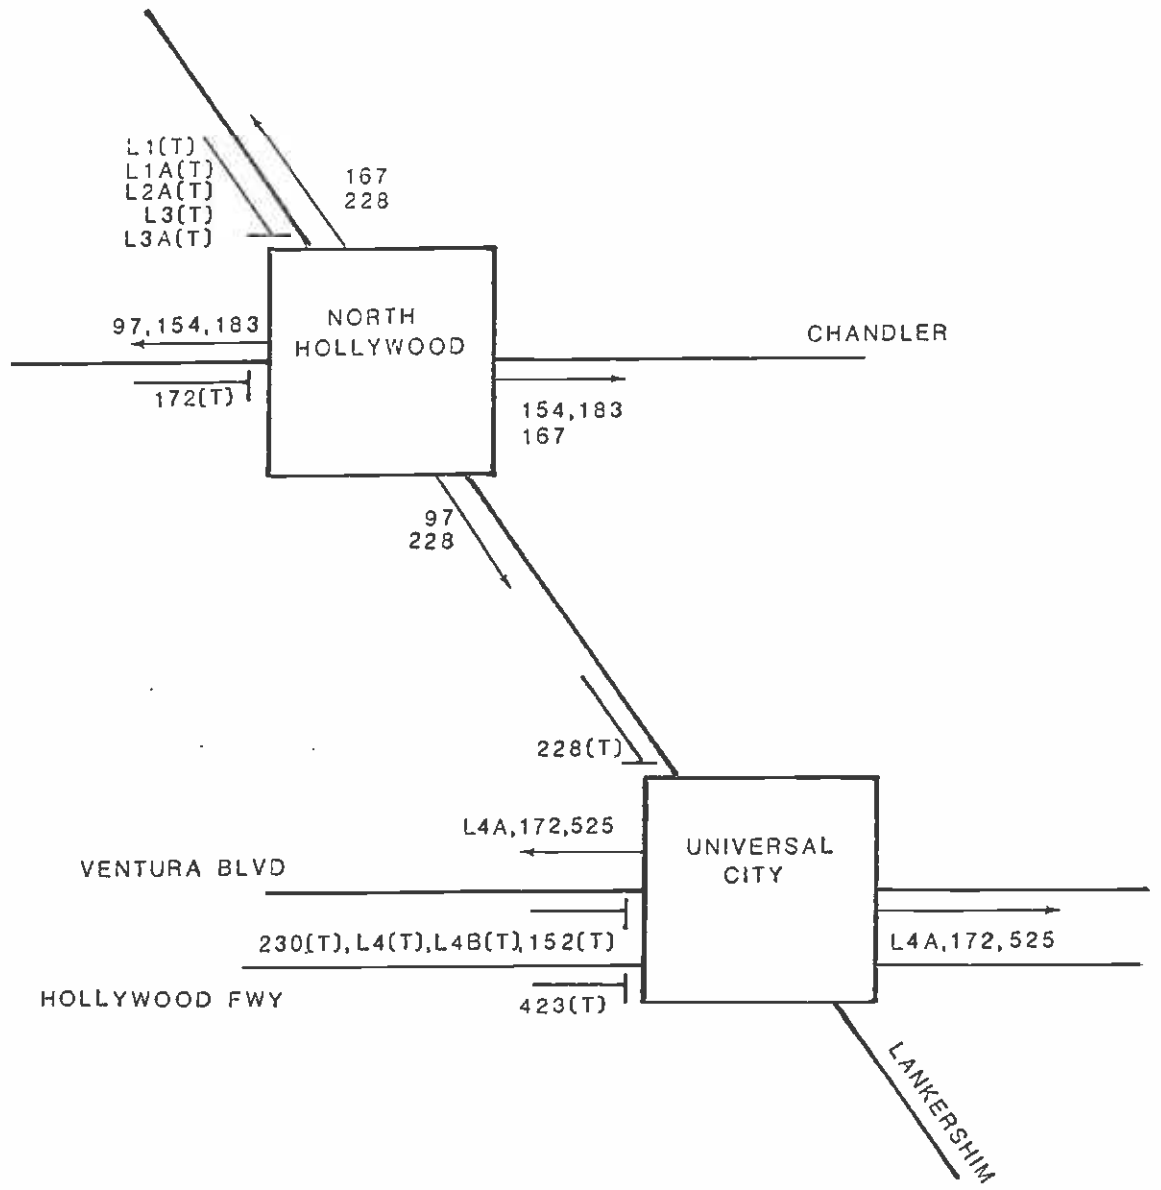 L1(T)
L1A(T)
L2A(T)
L3(T)
L3A(T)
167
228
97,154,183
NORTH
HOLLYWOOD
CHANDLER
172(T)
154,183
167
97
228
228(T)
L4A,172,525
UNIVERSAL
CITY
VENTURA BLVD
230(T),L4(T),L4B(T),152(T)
L4A,172,525
HOLLYWOOD FWY
423(T)
LANKERSHIM